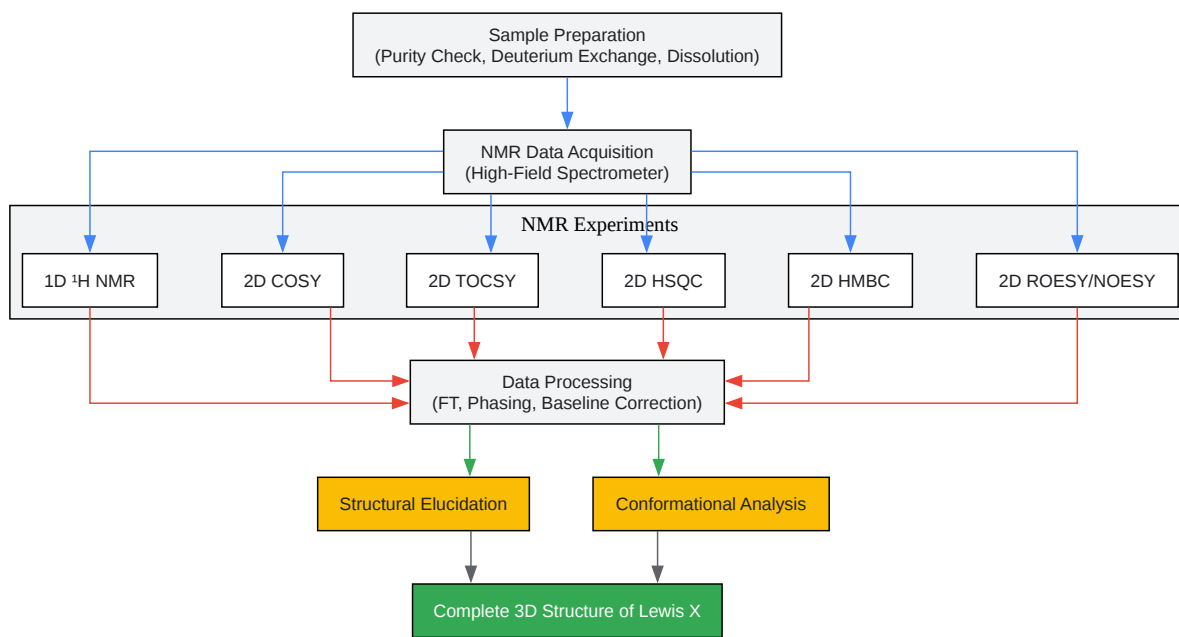 Sample Preparation
(Purity Check, Deuterium Exchange, Dissolution)
NMR Data Acquisition
(High-Field Spectrometer)
NMR Experiments
1D ¹H NMR
2D COSY
2D TOCSY
2D HSQC
2D HMBC
2D ROESY/NOESY
Data Processing
(FT, Phasing, Baseline Correction)
Structural Elucidation
Conformational Analysis
Complete 3D Structure of Lewis X